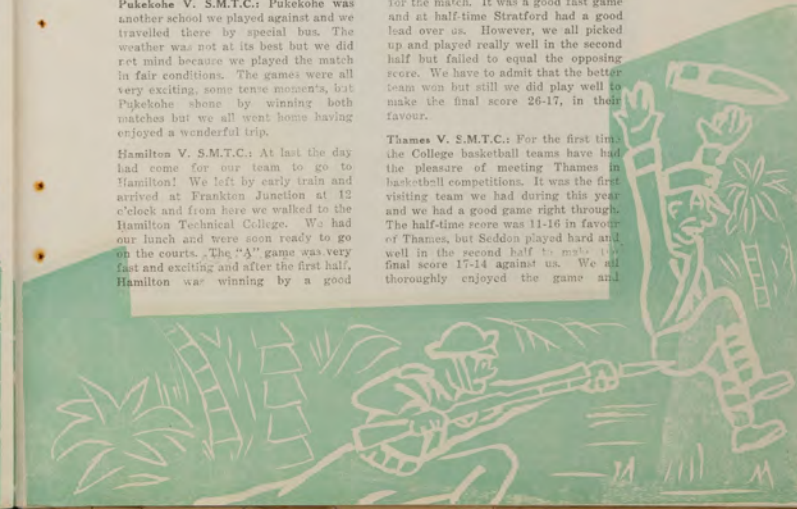 Pukekohe V. S.M.T.C.: Pukekohe was
another school we played against and we
travelled there by special bus. The
weather was not at its best but we did
not mind because we played the match
in fair conditions. The games were all
very exciting, some tense moments, but
Pukekohe shone by winning both
matches but we all went home having
enjoyed a wonderful trip.
Hamilton V. S.M.T.C.: At last the day
had come for our team to go to
Hamilton! We left by early train and
arrived at Frankton Junction at 12
o'clock and from here we walked to the
Hamilton Technical College. We had
our lunch and were soon ready to go
on the courts. The "A" game was very
fast and exciting and after the first half,
Hamilton was winning by a good
for the match. It was a good fast game
and at half-time Stratford had a good
lead over us. However, we all picked
up and played really well in the second
half but failed to equal the opposing
score. We have to admit that the better
team won but still we did play well to
make the final score 26-17, in their
favour.
Thames V. S.M.T.C.: For the first time
the College basketball teams have had
the pleasure of meeting Thames in
basketball competitions. It was the first
visiting team we had during this year
and we had a good game right through.
The half-time score was 11-16 in favour
of Thames, but Seddon played hard and
well in the second half to make the
final score 17-14 against us. We all
thoroughly enjoyed the game and